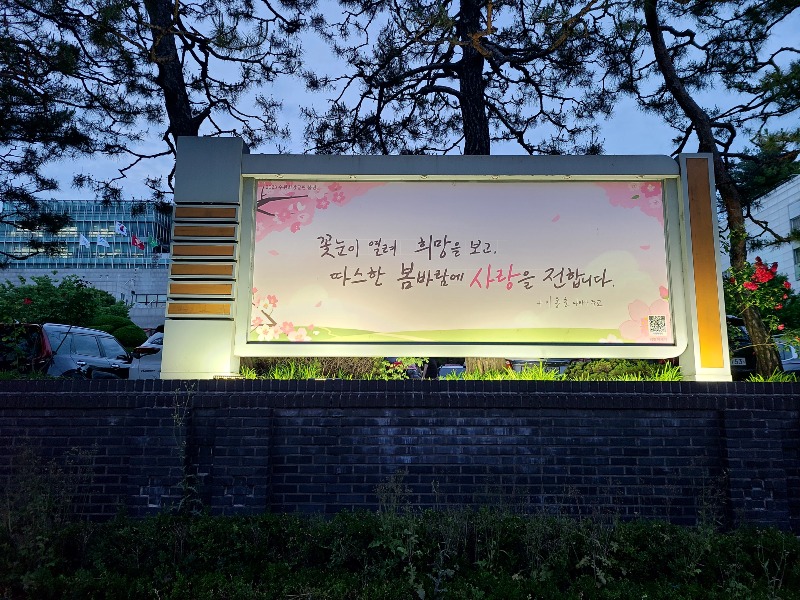 꽃눈이 열려 희망을 보고,
따스한 봄바람에 사랑을 전합니다.